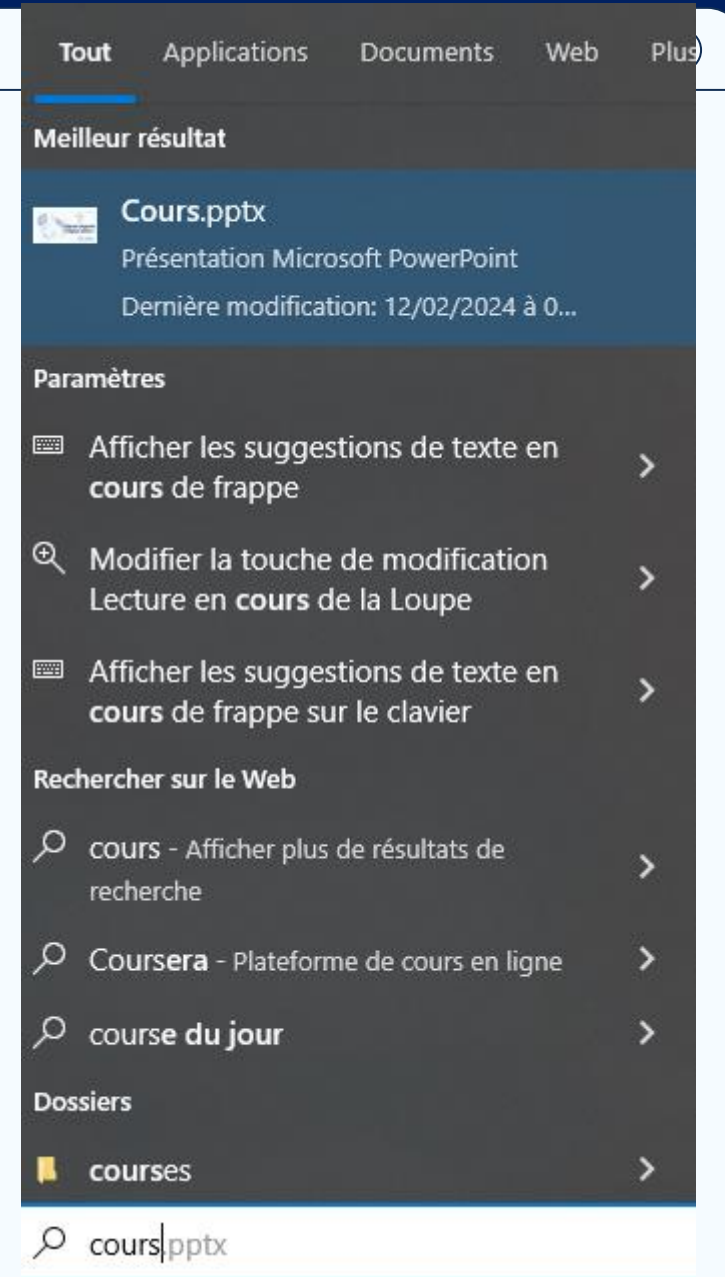 Tout Applications Documents Web Plus
Meilleur résultat
Cours.pptx
Présentation Microsoft PowerPoint
Dernière modification: 12/02/2024 à 0...
Paramètres
Afficher les suggestions de texte en
cours de frappe
Modifier la touche de modification
Lecture en cours de la Loupe
Afficher les suggestions de texte en
cours de frappe sur le clavier
Rechercher sur le Web
cours - Afficher plus de résultats de
recherche
Coursera - Plateforme de cours en ligne
course du jour
Dossiers
courses
cours.pptx